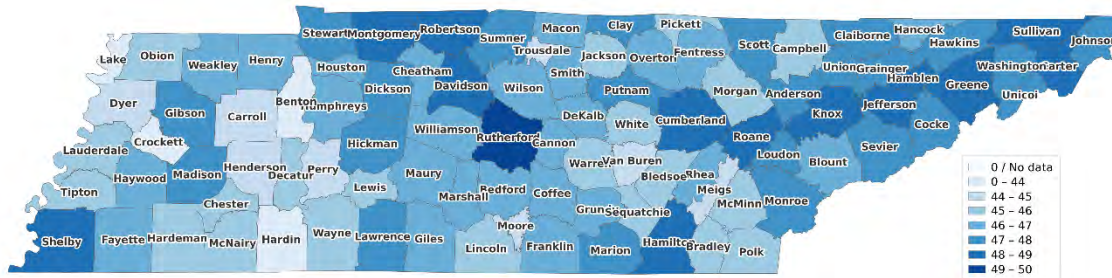 Lake
Obion
Weakley
Henry
Stewart
Montgomery
Robertson
Sumner
Macon
Clay
Pickett
Trousdale
Jackson
Overton
Fentress
Scott
Campbell
Claiborne
Hancock
Hawkins
Sullivan
Johnson
Carter
Washington
Unicoi
Greene
Hamblen
Grainger
Union
Jefferson
Cocke
Sevier
Knox
Anderson
Morgan
Roane
Loudon
Blount
Monroe
Cumberland
Putnam
Smith
Wilson
Davidson
Cheatham
Houston
Dickson
Humphreys
Benton
Carroll
Gibson
Dyer
Crockett
Lauderdale
Haywood
Madison
Henderson
Decatur
Perry
Hickman
Williamson
Rutherford
Cannon
DeKalb
White
Warren
Van Buren
Bledsoe
Rhea
Meigs
McMinn
Tipton
Chester
Lewis
Maury
Marshall
Bedford
Coffee
Grundy
Sequatchie
Shelby
Fayette
Hardeman
McNairy
Hardin
Wayne
Lawrence
Giles
Lincoln
Moore
Franklin
Marion
Hamilton
Bradley
Polk
0 / No data
0 – 44
44 – 45
45 – 46
46 – 47
47 – 48
48 – 49
49 – 50